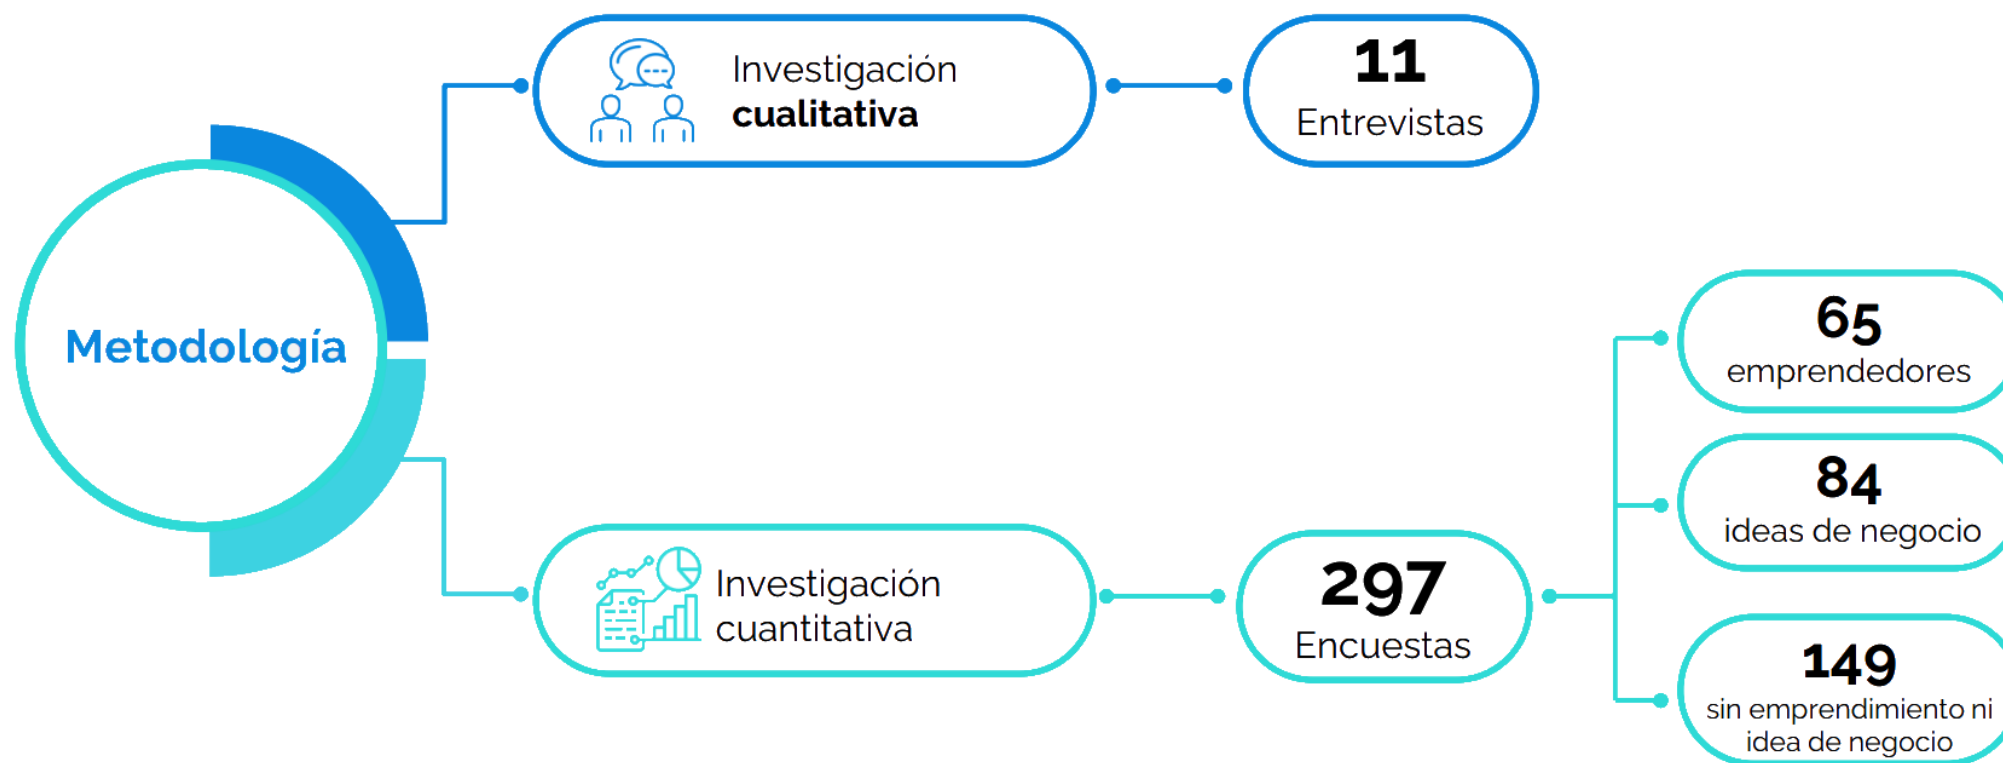 Metodología
Investigación
cualitativa
11
Entrevistas
Investigación
cuantitativa
297
Encuestas
65
emprendedores
84
ideas de negocio
149
sin emprendimiento ni
idea de negocio